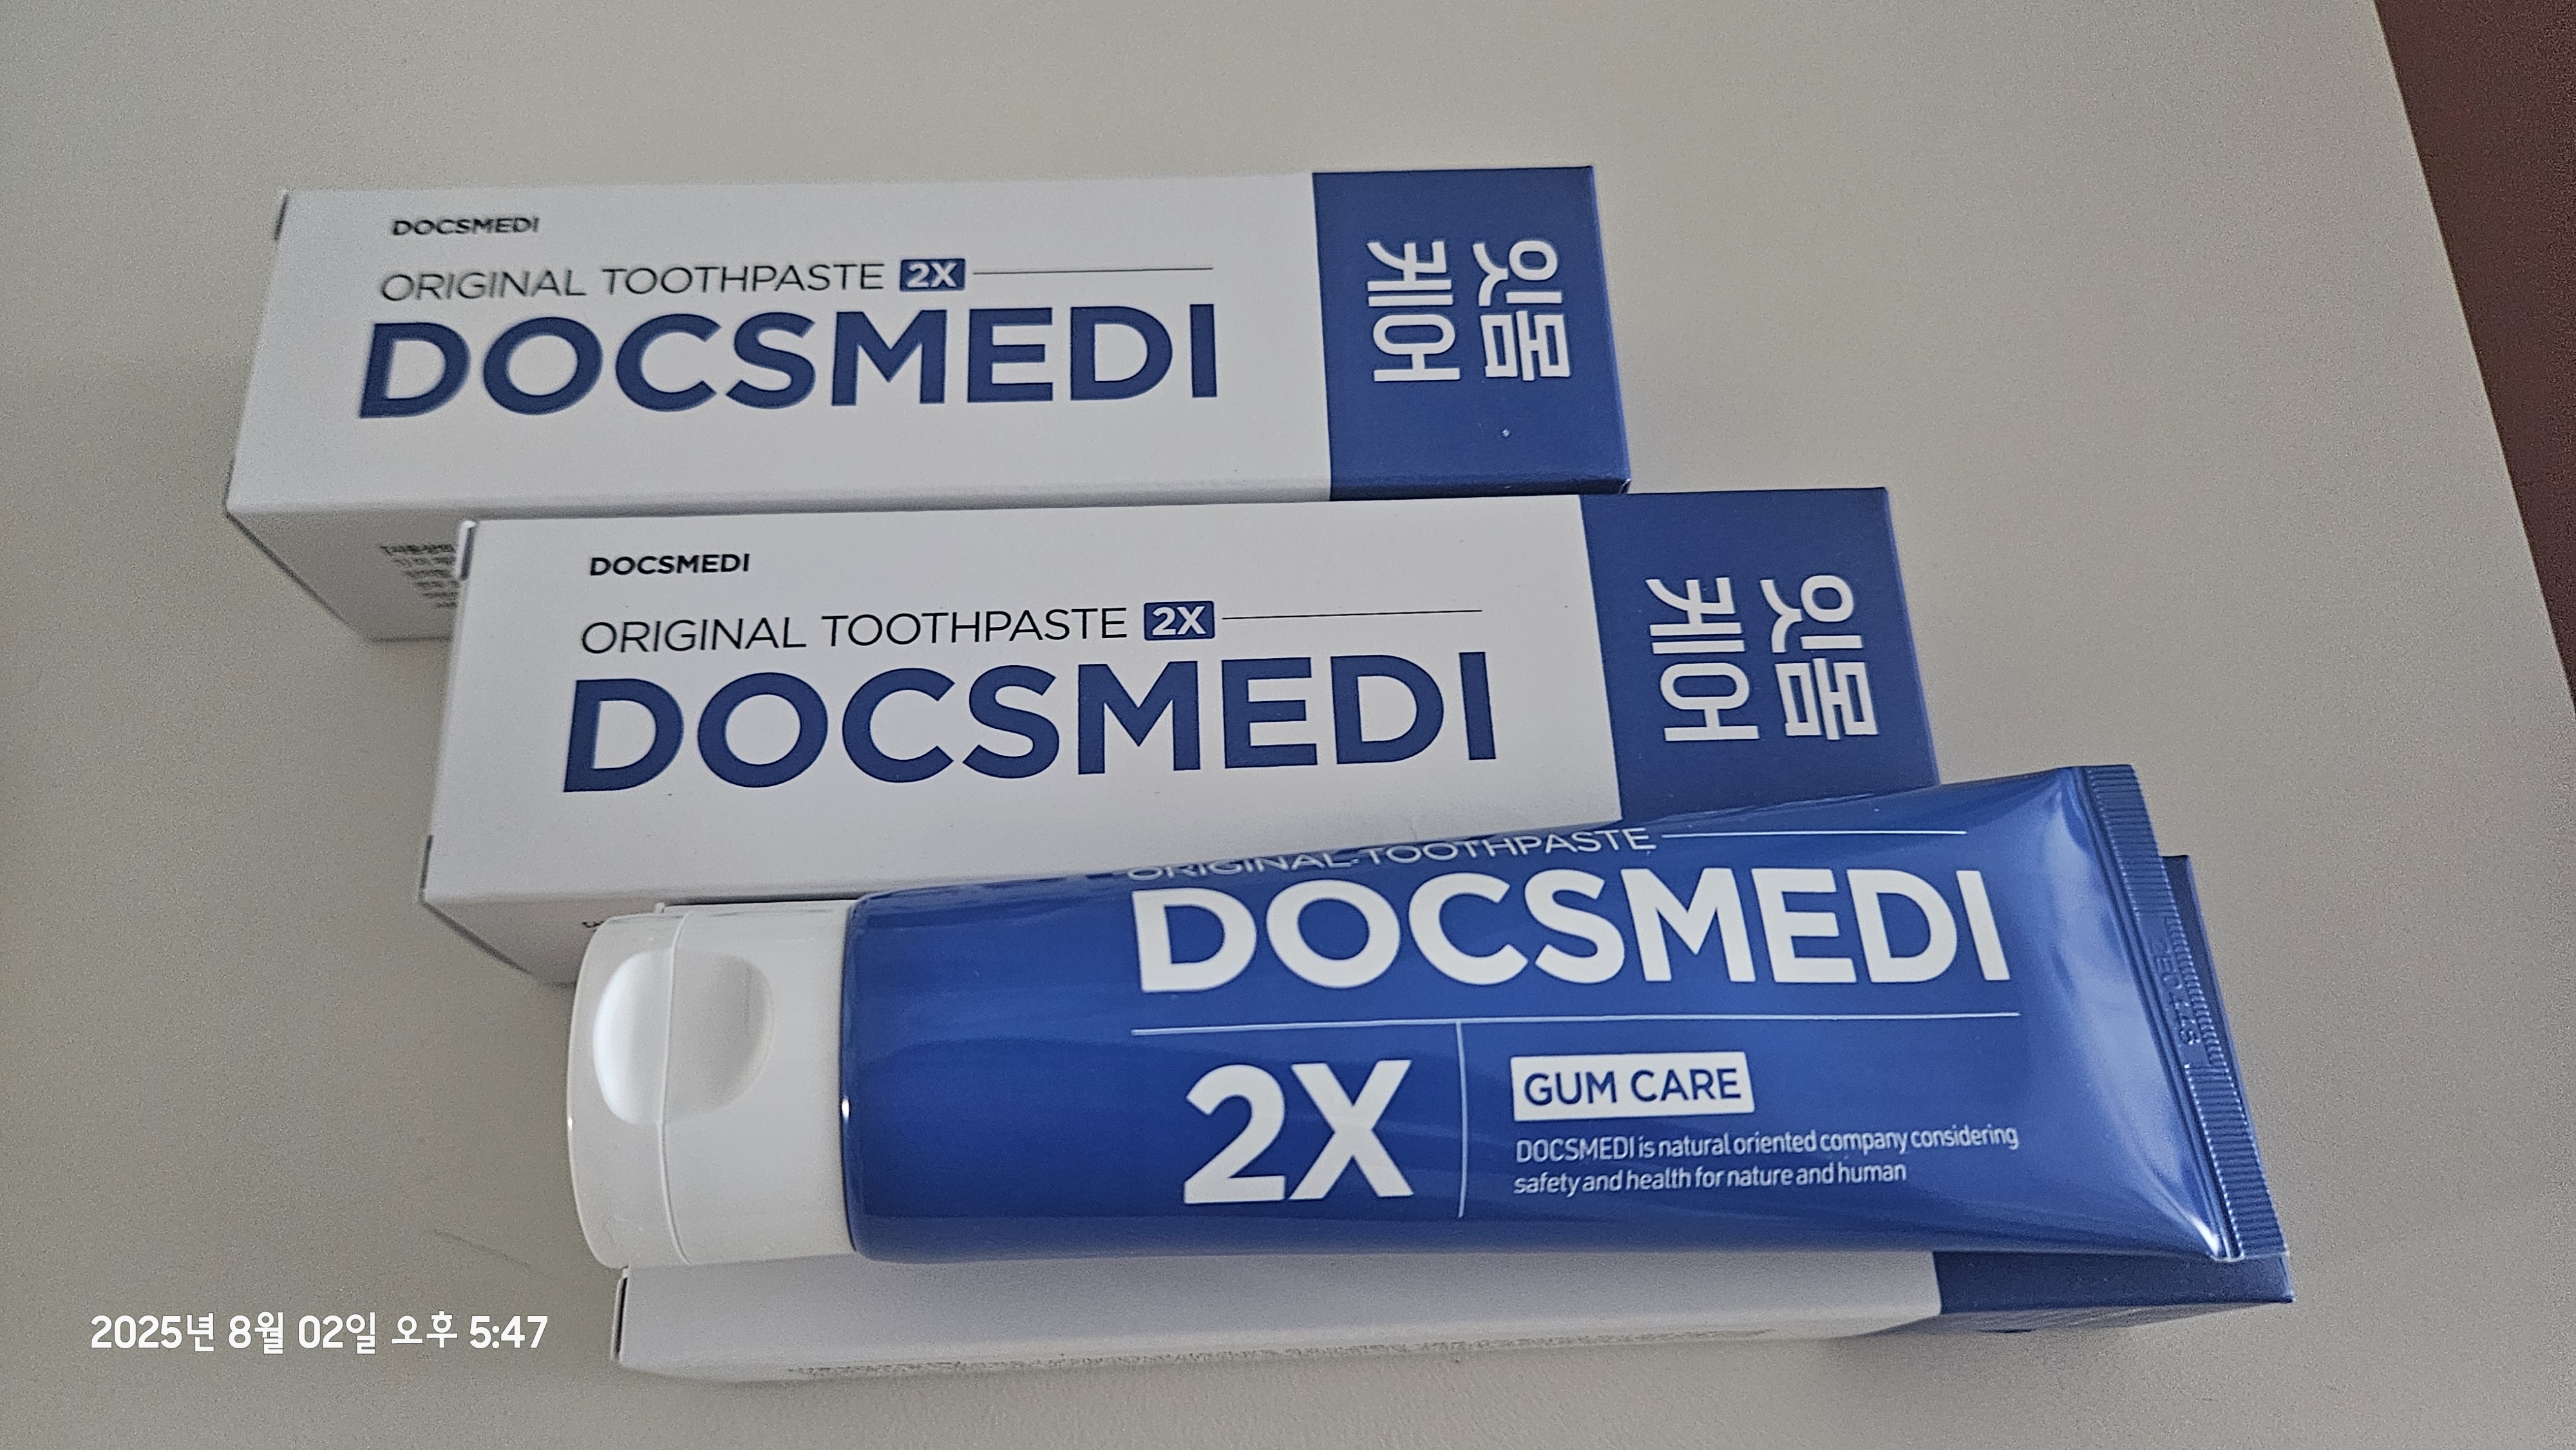 DOCSMEDI
ORIGINAL TOOTHPASTE 2X
DOCSMEDI
잇몸
케어
DOCSMEDI
ORIGINAL TOOTHPASTE 2X
DOCSMEDI
잇몸
케어
ORIGINAL TOOTHPASTE
DOCSMEDI
2X
GUM CARE
DOCSMEDI is natural oriented company considering
safety and health for nature and human
2025년 8월 02일 오후 5:47